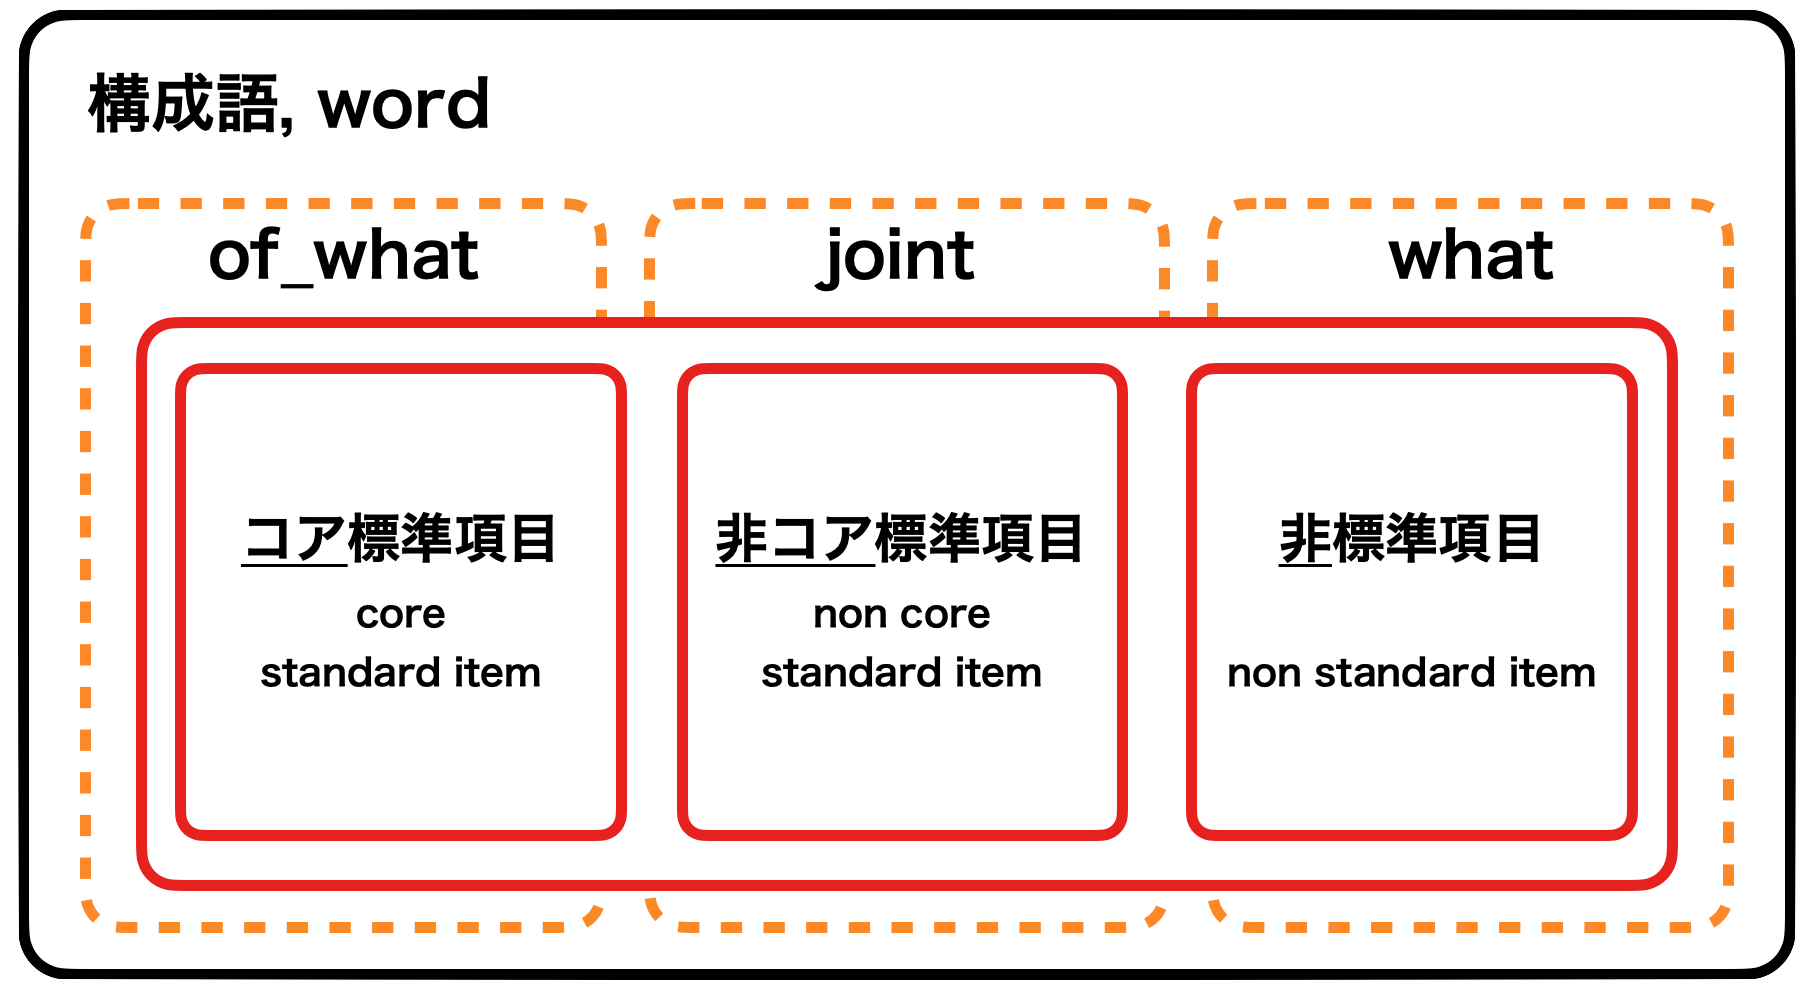 構成語, word
of_what
joint
what
コア標準項目
core
standard item
非コア標準項目
non core
standard item
非標準項目
non standard item